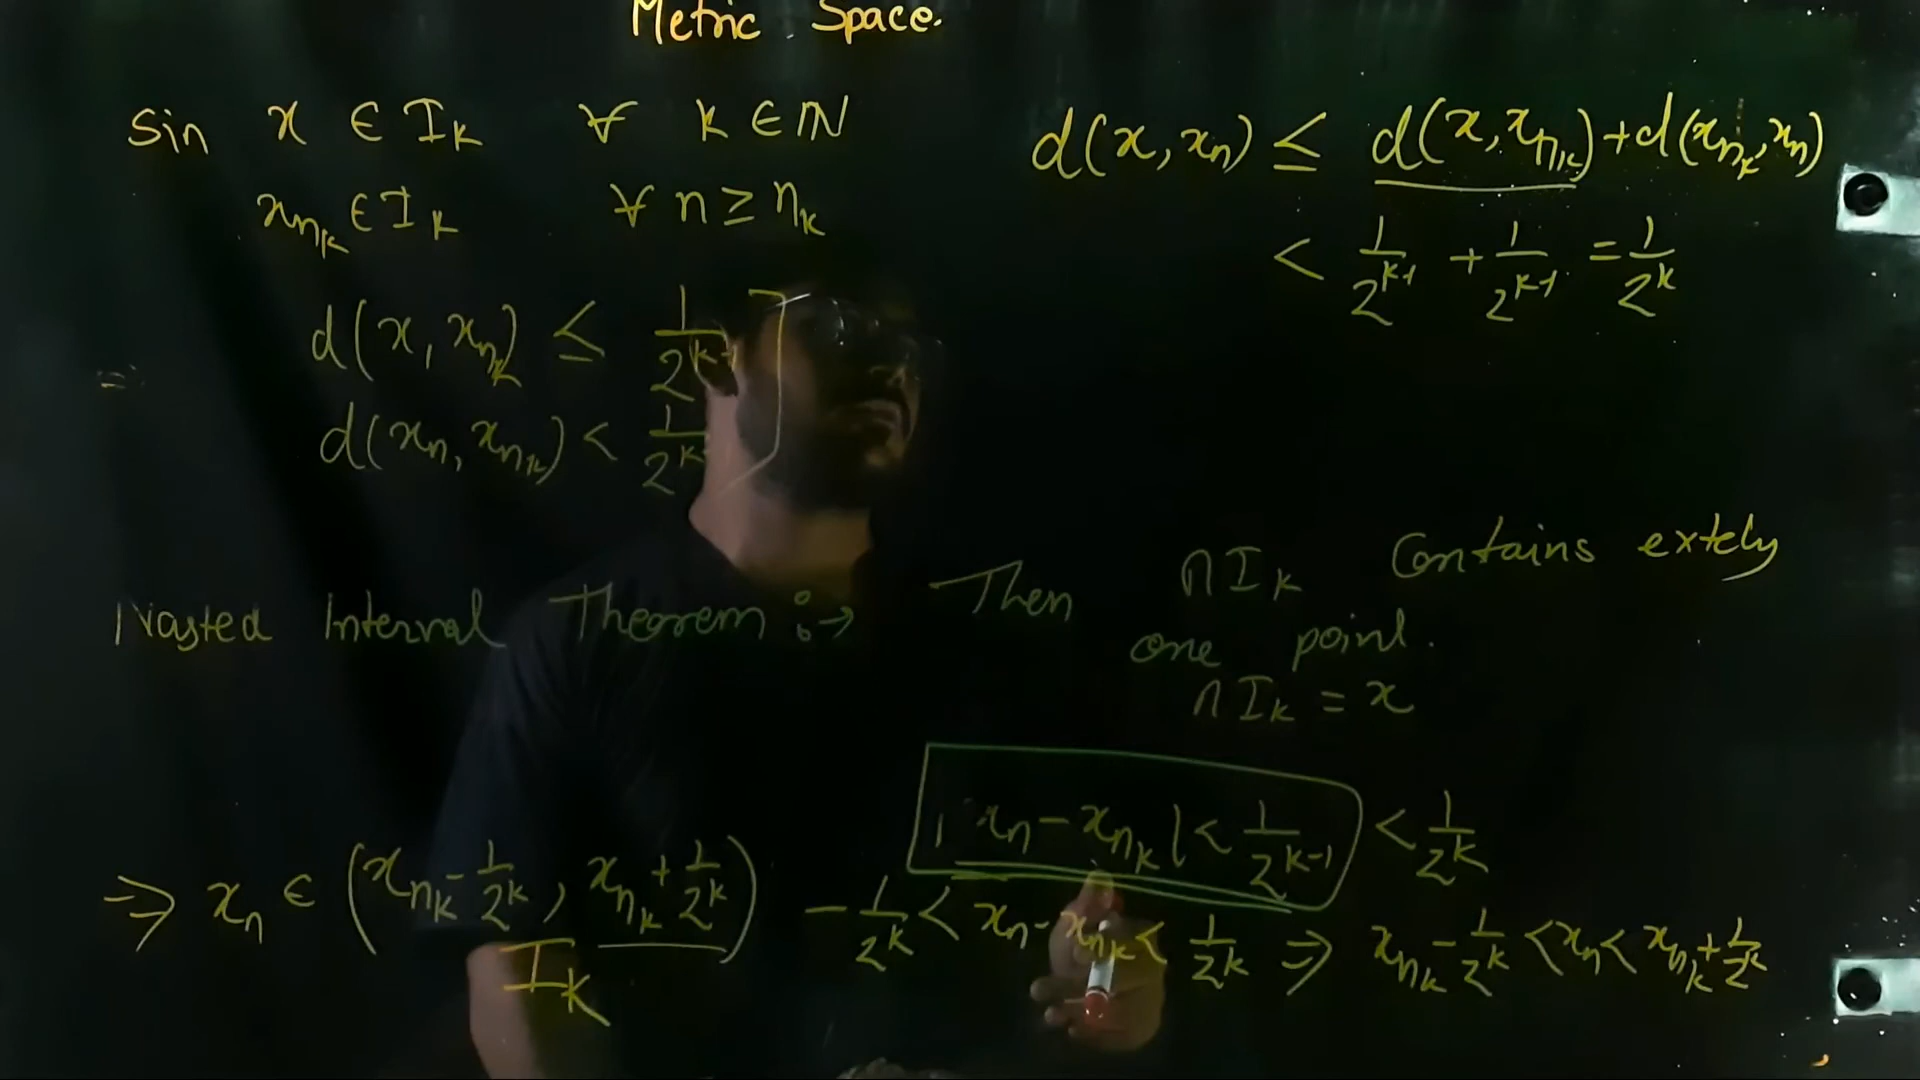 Metric Space.
Sin x ∈ I_k ∀ k ∈ ℕ
x_{n_k} ∈ I_k ∀ n ≥ n_k
= d(x, x_{n_k}) ≤ 1/2^{k-1}
d(x_n, x_{n_k}) < 1/2^k
d(x, x_n) ≤ d(x, x_{n_k}) + d(x_{n_k}, x_n)
< 1/2^{k-1} + 1/2^{k-1} = 1/2^k
Nasted Interval Theorem :→ Then ∩ I_k Contains extely
one point.
∩ I_k = x
| x_n - x_{n_k} | < 1/2^{k-1} < 1/2^k
⇒ x_n ∈ (x_{n_k} - 1/2^k, x_{n_k} + 1/2^k) - 1/2^k < x_n - x_{n_k} < 1/2^k ⇒ x_{n_k} - 1/2^k < x_n < x_{n_k} + 1/2^k
I_k